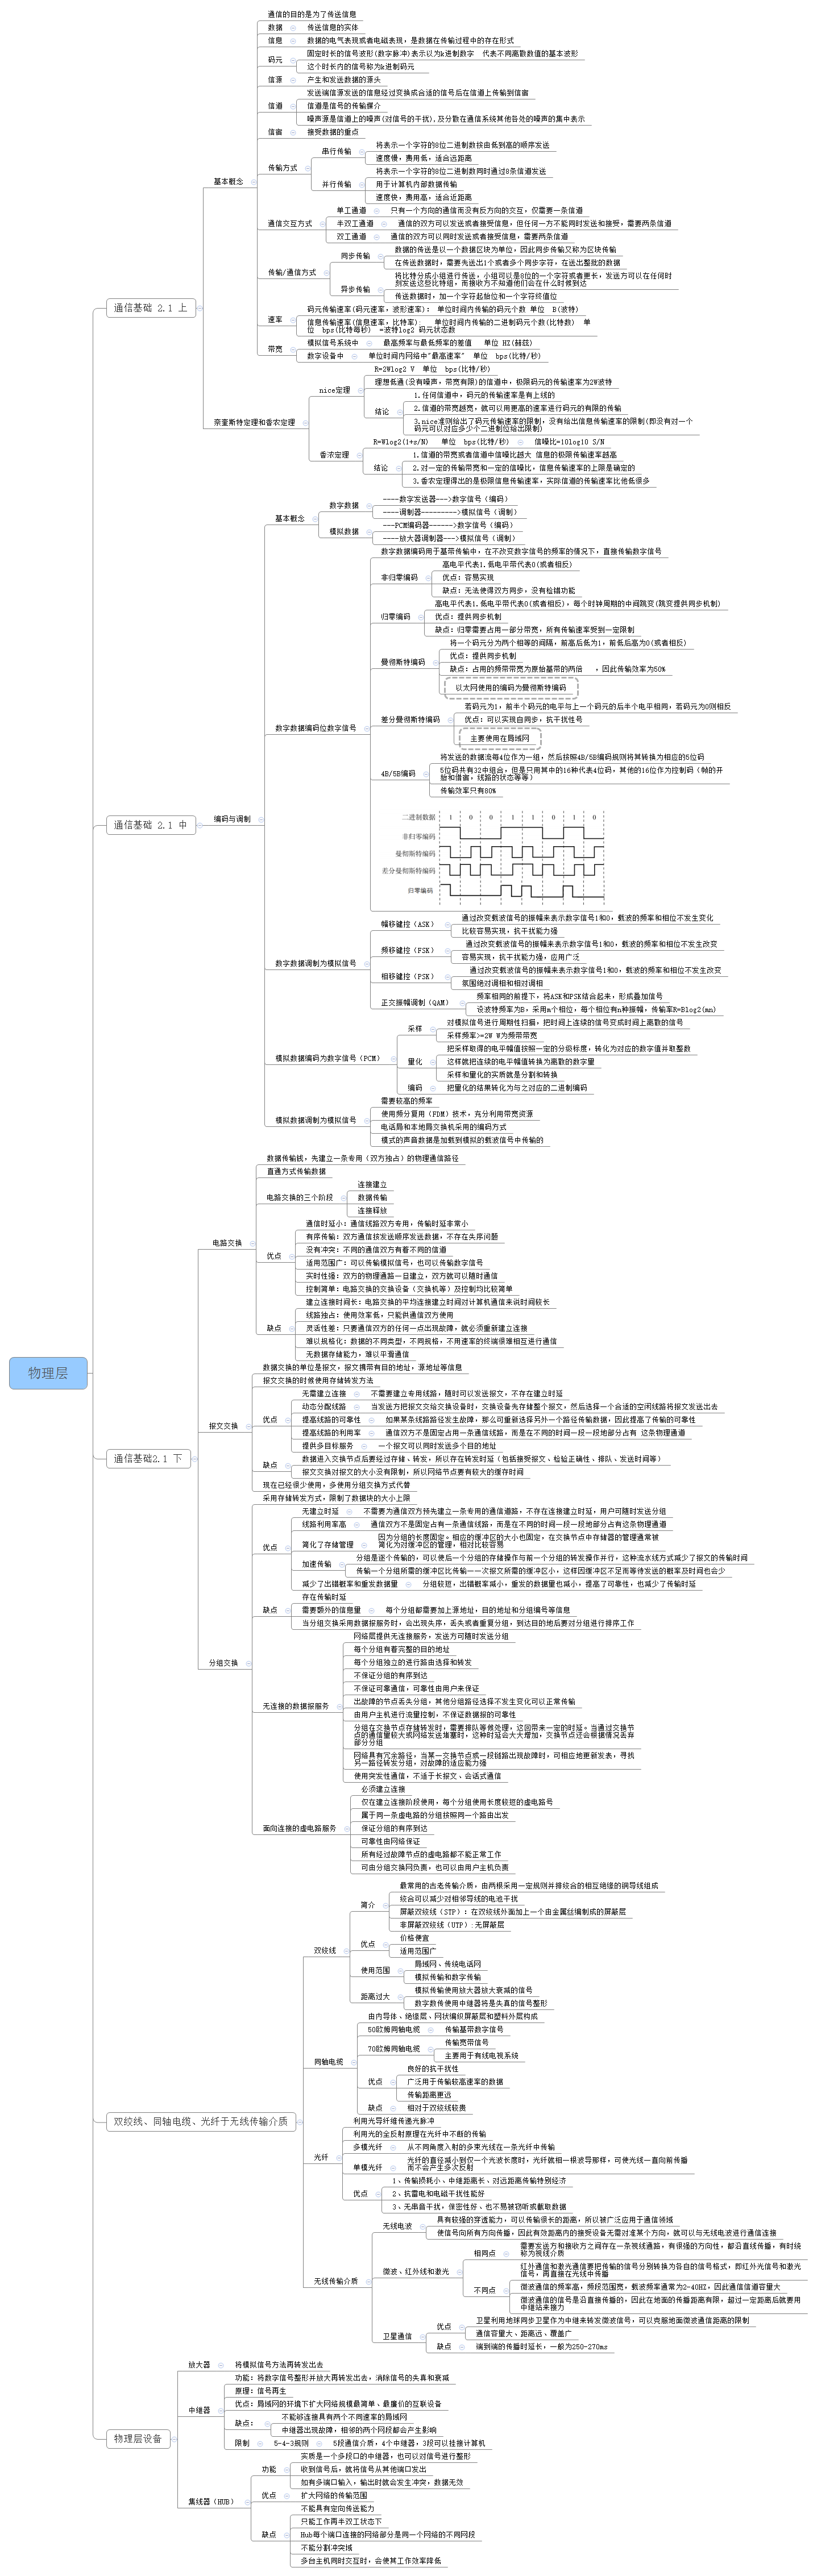 物理层
通信基础 2.1 上
基本概念
通信的目的是为了传送信息
数据
传送信息的实体
信息
数据的电气表现或者电磁表现，是数据在传输过程中的存在形式
码元
固定时长的信号波形(数字脉冲)表示以为k进制数字 代表不同离散数值的基本波形
这个时长内的信号称为k进制码元
信源
产生和发送数据的源头
信道
发送端信源发送的信息经过变换成合适的信号后在信道上传输到信宿
信道是信号的传输媒介
噪声源是信道上的噪声(对信号的干扰),及分散在通信系统其他各处的噪声的集中表示
信宿
接受数据的重点
传输方式
串行传输
将表示一个字符的8位二进制数按由低到高的顺序发送
速度慢，费用低，适合远距离
并行传输
将表示一个字符的8位二进制数同时通过8条信道发送
用于计算机内部数据传输
速度快，费用高，适合近距离
通信交互方式
单工通道
只有一个方向的通信而没有反方向的交互，仅需要一条信道
半双工通道
通信的双方可以发送或者接受信息，但任何一方不能同时发送和接受，需要两条信道
双工通道
通信的双方可以同时发送或者接受信息，需要两条信道
传输/通信方式
同步传输
数据的传送是以一个数据区块为单位，因此同步传输又称为区块传输
在传送数据时，需要先送出1个或者多个同步字符，在送出整批的数据
异步传输
将比特分成小组进行传送，小组可以是8位的一个字符或者更长，发送方可以在任何时
刻发送这些比特组，而接收方不知道他们会在什么时候到达
传送数据时，加一个字符起始位和一个字符终值位
速率
码元传输速率(码元速率，波形速率)： 单位时间内传输的码元个数 单位 B(波特)
信息传输速率(信息速率，比特率) 单位时间内传输的二进制码元个数(比特数) 单
位 bps(比特每秒) =波特log2 码元状态数
带宽
模拟信号系统中
最高频率与最低频率的差值 单位 HZ(赫兹)
数字设备中
单位时间内网络中"最高速率" 单位 bps(比特/秒)
奈奎斯特定理和香农定理
nice定理
R=2Wlog2 V 单位 bps(比特/秒)
理想低通(没有噪声，带宽有限)的信道中，极限码元的传输速率为2W波特
结论
1.任何信道中，码元的传输速率是有上线的
2.信道的带宽越宽，就可以用更高的速率进行码元的有限的传输
3.nice准则给出了码元传输速率的限制，没有给出信息传输速率的限制(即没有对一个
码元可以对应多少个二进制位给出限制)
香农定理
R=Wlog2(1+s/N) 单位 bps(比特/秒)
信噪比=10log10 S/N
结论
1.信道的带宽或者信道中信噪比越大 信息的极限传输速率越高
2.对一定的传输带宽和一定的信噪比，信息传输速率的上限是确定的
3.香农定理得出的是极限信息传输速率，实际信道的传输速率比他低很多
通信基础 2.1 中
编码与调制
基本概念
数字数据
----数字发送器--->数字信号（编码）
----调制器--------->模拟信号（调制）
模拟数据
---PCM编码器------>数字信号（编码）
----放大器调制器--->模拟信号（调制）
数字数据编码位数字信号
数字数据编码用于基带传输中，在不改变数字信号的频率的情况下，直接传输数字信号
非归零编码
高电平代表1.低电平带代表0(或者相反)
优点：容易实现
缺点：无法使得双方同步，没有检错功能
归零编码
高电平代表1.低电平带代表0(或者相反)，每个时钟周期的中间跳变(跳变提供同步机制)
优点：提供同步机制
缺点：归零需要占用一部分带宽，所有传输速率受到一定限制
曼彻斯特编码
将一个码元分为两个相等的间隔，前高后低为1，前低后高为0(或者相反)
优点：提供同步机制
缺点：占用的频带带宽为原始基带的两倍 ，因此传输效率为50%
以太网使用的编码为曼彻斯特编码
差分曼彻斯特编码
若码元为1，前半个码元的电平与上一个码元的后半个电平相同，若码元为0则相反
优点：可以实现自同步，抗干扰性号
主要使用在局域网
4B/5B编码
将发送的数据流每4位作为一组，然后按照4B/5B编码规则将其转换为相应的5位码
5位码共有32中组合，但是只用其中的16种代表4位码，其他的16位作为控制码（帧的开
始和借宿，线路的状态等等）
传输效率只有80%
二进制数据 1 0 0 1 1 0 1 0
非归零编码
曼彻斯特编码
差分曼彻斯特编码
归零编码
数字数据调制为模拟信号
幅移键控（ASK）
通过改变载波信号的振幅来表示数字信号1和0，载波的频率和相位不发生变化
比较容易实现，抗干扰能力强
频移键控（FSK）
通过改变载波信号的振幅来表示数字信号1和0，载波的频率和相位不发生改变
容易实现，抗干扰能力强，应用广泛
相移键控（PSK）
通过改变载波信号的振幅来表示数字信号1和0，载波的频率和相位不发生改变
氛围绝对调相和相对调相
正交振幅调制（QAM）
频率相同的前提下，将ASK和PSK结合起来，形成叠加信号
设波特频率为B，采用m个相位，每个相位有n种振幅，传输率R=Blog2(mn)
模拟数据编码为数字信号（PCM）
采样
对模拟信号进行周期性扫描，把时间上连续的信号变成时间上离散的信号
采样频率>=2W W为频带带宽
量化
把采样取得的电平幅值按照一定的分级标度，转化为对应的数字值并取整数
这样就把连续的电平幅值转换为离散的数字量
采样和量化的实质就是分割和转换
编码
把量化的结果转化为与之对应的二进制编码
模拟数据调制为模拟信号
需要较高的频率
使用频分复用（FDM）技术，充分利用带宽资源
电话局和本地局交换机采用的编码方式
模式的声音数据是加载到模拟的载波信号中传输的
通信基础2.1 下
电路交换
数据传输钱，先建立一条专用（双方独占）的物理通信路径
直通方式传输数据
电路交换的三个阶段
连接建立
数据传输
连接释放
优点
通信时延小：通信线路双方专用，传输时延非常小
有序传输：双方通信按发送顺序发送数据，不存在失序问题
没有冲突：不同的通信双方有着不同的信道
适用范围广：可以传输模拟信号，也可以传输数字信号
实时性强：双方的物理通路一旦建立，双方就可以随时通信
控制简单：电路交换的交换设备（交换机等）及控制均比较简单
缺点
建立连接时间长：电路交换的平均连接建立时间对计算机通信来说时间较长
线路独占：使用效率低，只能供通信双方使用
灵活性差：只要通信双方的任何一点出现故障，就必须重新建立连接
难以规格化：数据的不同类型，不同规格，不用速率的终端很难相互进行通信
无数据存储能力，难以平滑通信
报文交换
数据交换的单位是报文，报文携带有目的地址，源地址等信息
报文交换的时候使用存储转发方法
优点
无需建立连接
不需要建立专用线路，随时可以发送报文，不存在建立时延
动态分配线路
当发送方把报文交给交换设备时，交换设备先存储整个报文，然后选择一个合适的空闲线路将报文发送出去
提高线路的可靠性
如果某条线路路径发生故障，那么可重新选择另外一个路径传输数据，因此提高了传输的可靠性
提高线路的利用率
通信双方不是固定占用一条通信线路，而是在不同的时间一段一段地部分占有 这条物理通道
提供多目标服务
一个报文可以同时发送多个目的地址
缺点
数据进入交换节点后要经过存储、转发，所以存在转发时延（包括接受报文、检验正确性、排队、发送时间等）
报文交换对报文的大小没有限制，所以网络节点要有较大的缓存时间
现在已经很少使用，多使用分组交换方式代替
分组交换
采用存储转发方式，限制了数据块的大小上限
优点
无建立时延
不需要为通信双方预先建立一条专用的通信道路，不存在连接建立时延，用户可随时发送分组
线路利用率高
通信双方不是固定占有一条通信线路，而是在不同的时间一段一段地部分占有这条物理通道
简化了存储管理
因为分组的长度固定。相应的缓冲区的大小也固定，在交换节点中存储器的管理通常被
简化为对缓冲区的管理，相对比较容易
加速传输
分组是逐个传输的，可以使后一个分组的存储操作与前一个分组的转发操作并行，这种流水线方式减少了报文的传输时间
传输一个分组所需的缓冲区比传输一一次报文所需的缓冲区小，这样因缓冲区不足而等待发送的概率及时间也会少
减少了出错概率和重发数据量
分组较短，出错概率减小，重发的数据量也减小，提高了可靠性，也减少了传输时延
缺点
存在传输时延
需要额外的信息量
每个分组都需要加上源地址，目的地址和分组编号等信息
当分组交换采用数据报服务时，会出现失序，丢失或者重复分组，到达目的地后要对分组进行排序工作
无连接的数据报服务
网络层提供无连接服务，发送方可随时发送分组
每个分组有着完整的目的地址
每个分组独立的进行路由选择和转发
不保证分组的有序到达
不保证可靠通信，可靠性由用户来保证
出故障的节点丢失分组，其他分组路径选择不发生变化可以正常传输
由用户主机进行流量控制，不保证数据报的可靠性
分组在交换节点存储转发时，需要排队等候处理，这回带来一定的时延。当通过交换节
点的通信量较大或网络发送堵塞时，这种时延会大大增加，交换节点还会根据情况丢弃
部分分组
网络具有冗余路径，当某一交换节点或一段链路出现故障时，可相应地更新发表，寻找
另一路径转发分组，对故障的适应能力强
使用突发性通信，不适于长报文、会话式通信
面向连接的虚电路服务
必须建立连接
仅在建立连接阶段使用，每个分组使用长度较短的虚电路号
属于同一条虚电路的分组按照同一个路由出发
保证分组的有序到达
可靠性由网络保证
所有经过故障节点的虚电路都不能正常工作
可由分组交换网负责，也可以由用户主机负责
双绞线、同轴电缆、光纤于无线传输介质
双绞线
简介
最常用的古老传输介质，由两根采用一定规则并排绞合的相互绝缘的铜导线组成
绞合可以减少对相邻导线的电池干扰
屏蔽双绞线（STP）：在双绞线外面加上一个由金属丝编制成的屏蔽层
非屏蔽双绞线（UTP）:无屏蔽层
优点
价格便宜
适用范围广
使用范围
局域网、传统电话网
模拟传输和数字传输
距离过大
模拟传输使用放大器放大衰减的信号
数字数传使用中继器将是失真的信号整形
同轴电缆
由内导体、绝缘层、网状编织屏蔽层和塑料外层构成
50欧姆同轴电缆
传输基带数字信号
70欧姆同轴电缆
传输宽带信号
主要用于有线电视系统
优点
良好的抗干扰性
广泛用于传输较高速率的数据
传输距离更远
缺点
相对于双绞线较贵
光纤
利用光导纤维传递光脉冲
利用光的全反射原理在光纤中不断的传输
多模光纤
从不同角度入射的多束光线在一条光纤中传输
单模光纤
光纤的直径减小到仅一个光波长度时，光纤就相一根波导那样，可使光线一直向前传播
而不会产生多次反射
优点
1、传输损耗小、中继距离长、对远距离传输特别经济
2、抗雷电和电磁干扰性能好
3、无串音干扰，保密性好、也不易被窃听或截取数据
无线传输介质
无线电波
具有较强的穿透能力，可以传输很长的距离，所以被广泛应用于通信领域
使信号向所有方向传播，因此有效距离内的接受设备无需对准某个方向，就可以与无线电波进行通信连接
微波、红外线和激光
相同点
需要发送方和接收方之间存在一条视线通路，有很强的方向性，都沿直线传播，有时统
称为视线介质
不同点
红外通信和激光通信要把传输的信号分别转换为各自的信号格式，即红外光信号和激光
信号，再直接在光线中传播
微波通信的频率高，频段范围宽，载波频率通常为2-40HZ，因此通信信道容量大
微波通信的信号是沿直接传播的，因此在地面的传播距离有限，超过一定距离后就要用
中继站来接力
卫星通信
优点
卫星利用地球同步卫星作为中继来转发微波信号，可以克服地面微波通信距离的限制
通信容量大、距离远、覆盖广
缺点
端到端的传播时延长，一般为250-270ms
物理层设备
放大器
将模拟信号方法再转发出去
中继器
功能：将数字信号整形并放大再转发出去，消除信号的失真和衰减
原理：信号再生
优点：局域网的环境下扩大网络规模最简单、最廉价的互联设备
缺点：
不能够连接具有两个不同速率的局域网
中继器出现故障，相邻的两个网段都会产生影响
限制
5-4-3规则
5段通信介质，4个中继器，3段可以挂接计算机
集线器（HUB）
功能
实质是一个多段口的中继器，也可以对信号进行整形
收到信号后，就将信号从其他端口发出
如有多端口输入，输出时就会发生冲突，数据无效
优点
扩大网络的传输范围
缺点
不能具有定向传送能力
只能工作再半双工状态下
Hub每个端口连接的网络部分是同一个网络的不同网段
不能分割冲突域
多台主机同时交互时，会使其工作效率降低